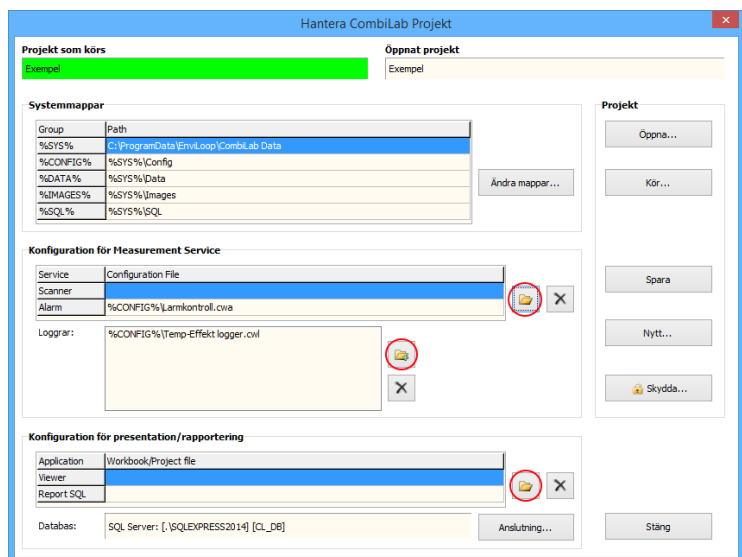 Hantera CombiLab Projekt
Projekt som körs
Öppnat projekt
Exempel
Exempel
Systemmappar
Projekt
Group Path
%SYS% C:\ProgramData\EnviLoop\CombiLab Data
%CONFIG% %SYS%\Config
%DATA% %SYS%\Data
%IMAGES% %SYS%\Images
%SQL% %SYS%\SQL
Ändra mappar...
Öppna...
Kör...
Konfiguration för Measurement Service
Service Configuration File
Scanner
Alarm %CONFIG%\Larmkontroll.cwa
Loggrar: %CONFIG%\Temp-Effekt logger.cwl
Spara
Nytt...
Skydda...
Konfiguration för presentation/rapportering
Application Workbook/Project file
Viewer
Report SQL
Databas: SQL Server: [.\SQLEXPRESS2014] [CL_DB]
Anslutning...
Stäng